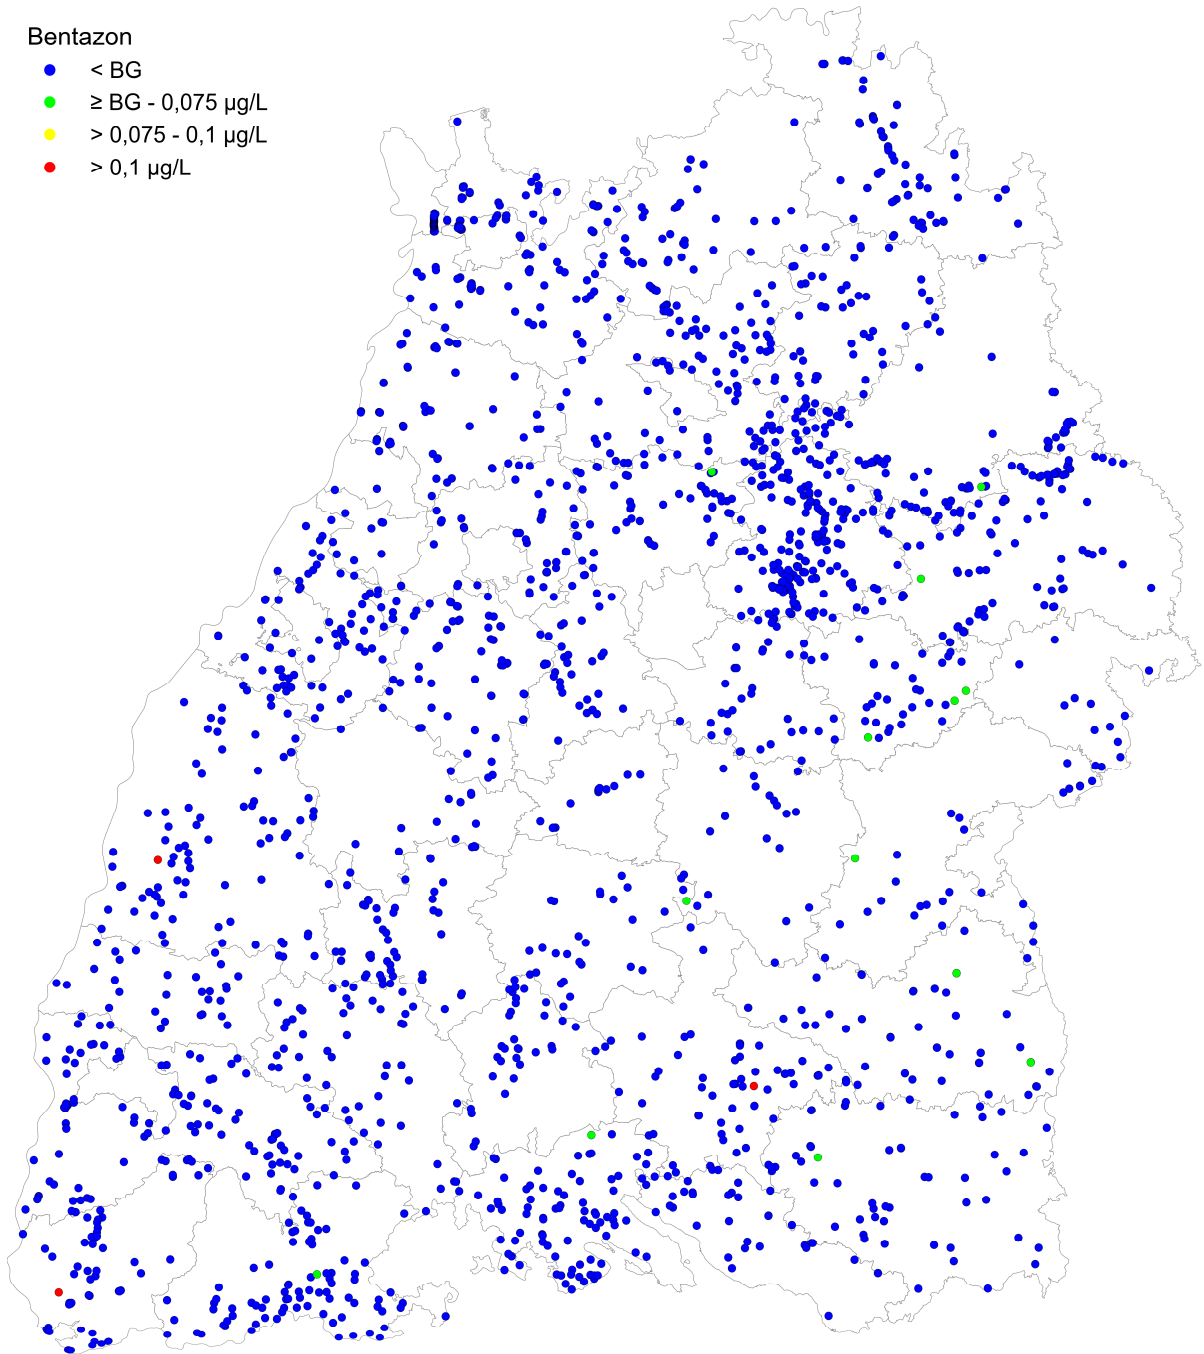 Bentazon
< BG
≥ BG - 0,075 µg/L
> 0,075 - 0,1 µg/L
> 0,1 µg/L